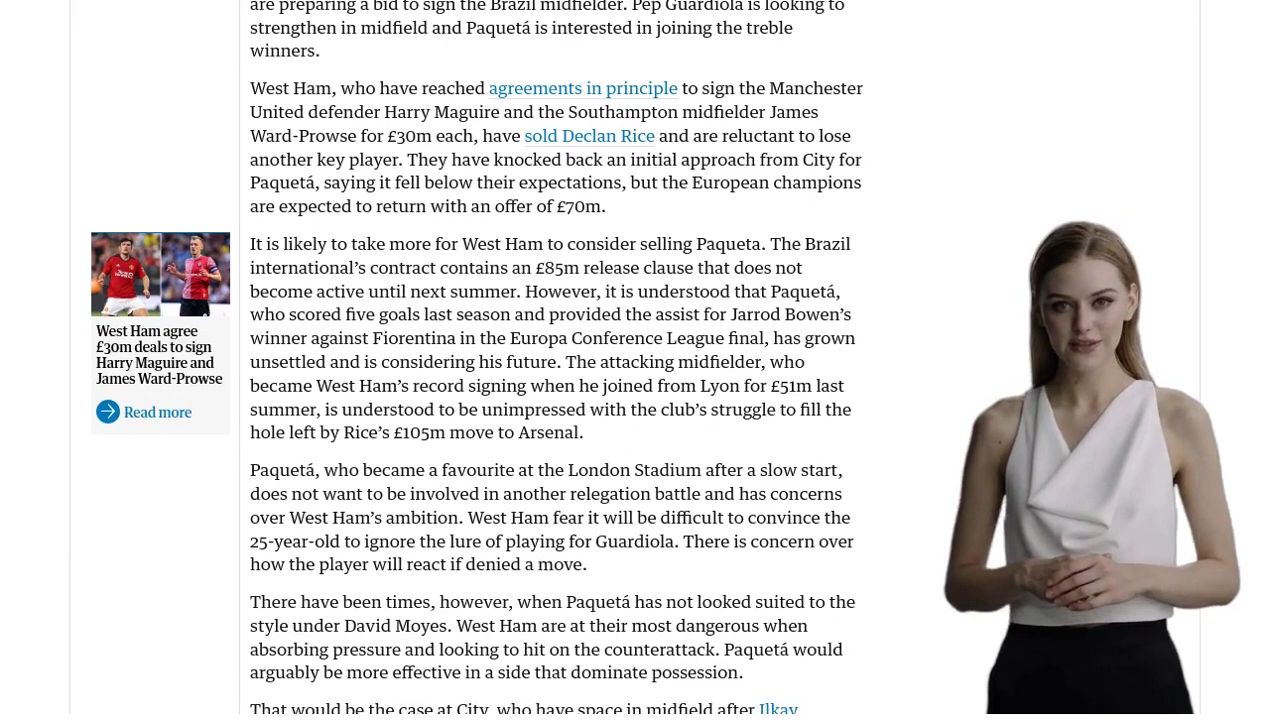 are preparing a bid to sign the Brazil midfielder. Pep Guardiola is looking to
strengthen in midfield and Paquetá is interested in joining the treble
winners.
West Ham, who have reached agreements in principle to sign the Manchester
United defender Harry Maguire and the Southampton midfielder James
Ward-Prowse for £30m each, have sold Declan Rice and are reluctant to lose
another key player. They have knocked back an initial approach from City for
Paquetá, saying it fell below their expectations, but the European champions
are expected to return with an offer of £70m.
West Ham agree
£30m deals to sign
Harry Maguire and
James Ward-Prowse
Read more
It is likely to take more for West Ham to consider selling Paqueta. The Brazil
international’s contract contains an £85m release clause that does not
become active until next summer. However, it is understood that Paquetá,
who scored five goals last season and provided the assist for Jarrod Bowen’s
winner against Fiorentina in the Europa Conference League final, has grown
unsettled and is considering his future. The attacking midfielder, who
became West Ham’s record signing when he joined from Lyon for £51m last
summer, is understood to be unimpressed with the club’s struggle to fill the
hole left by Rice’s £105m move to Arsenal.
Paquetá, who became a favourite at the London Stadium after a slow start,
does not want to be involved in another relegation battle and has concerns
over West Ham’s ambition. West Ham fear it will be difficult to convince the
25-year-old to ignore the lure of playing for Guardiola. There is concern over
how the player will react if denied a move.
There have been times, however, when Paquetá has not looked suited to the
style under David Moyes. West Ham are at their most dangerous when
absorbing pressure and looking to hit on the counterattack. Paquetá would
arguably be more effective in a side that dominate possession.
That would be the case at City, who have space in midfield after Ilkay